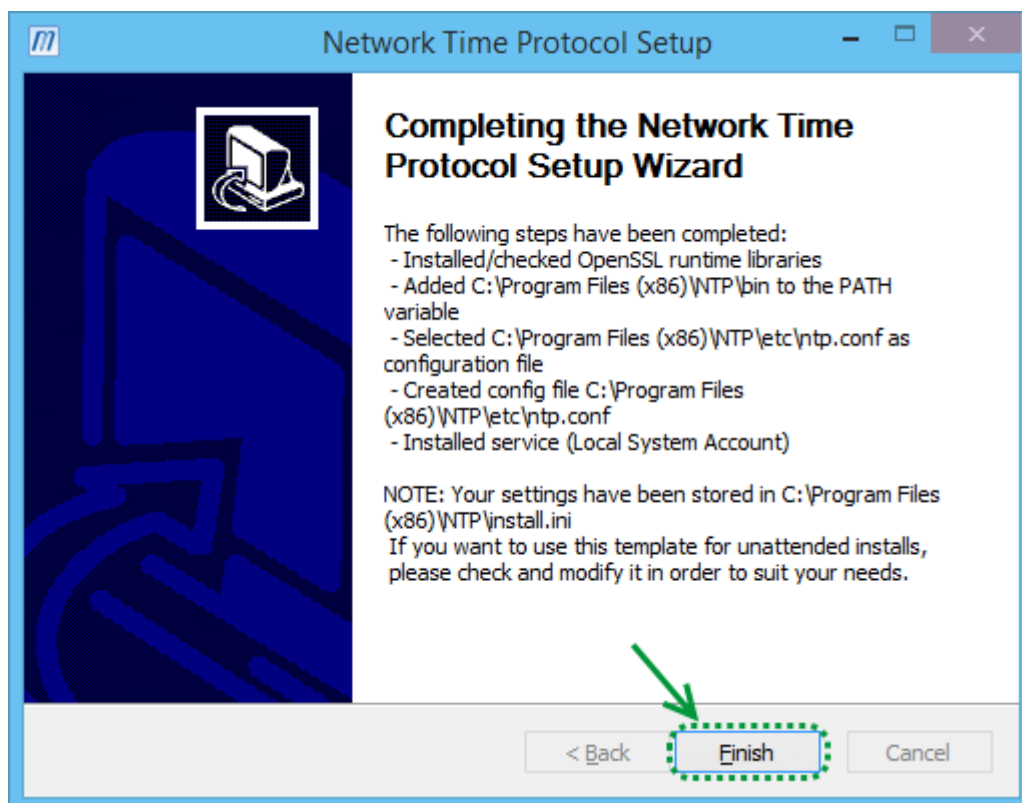 m
Network Time Protocol Setup
Completing the Network Time
Protocol Setup Wizard
The following steps have been completed:
- Installed/checked OpenSSL runtime libraries
- Added C:\Program Files (x86)\NTP\bin to the PATH
variable
- Selected C:\Program Files (x86)\NTP\etc\ntp.conf as
configuration file
- Created config file C:\Program Files
(x86)\NTP\etc\ntp.conf
- Installed service (Local System Account)
NOTE: Your settings have been stored in C:\Program Files
(x86)\NTP\install.ini
If you want to use this template for unattended installs,
please check and modify it in order to suit your needs.
< Back Finish Cancel